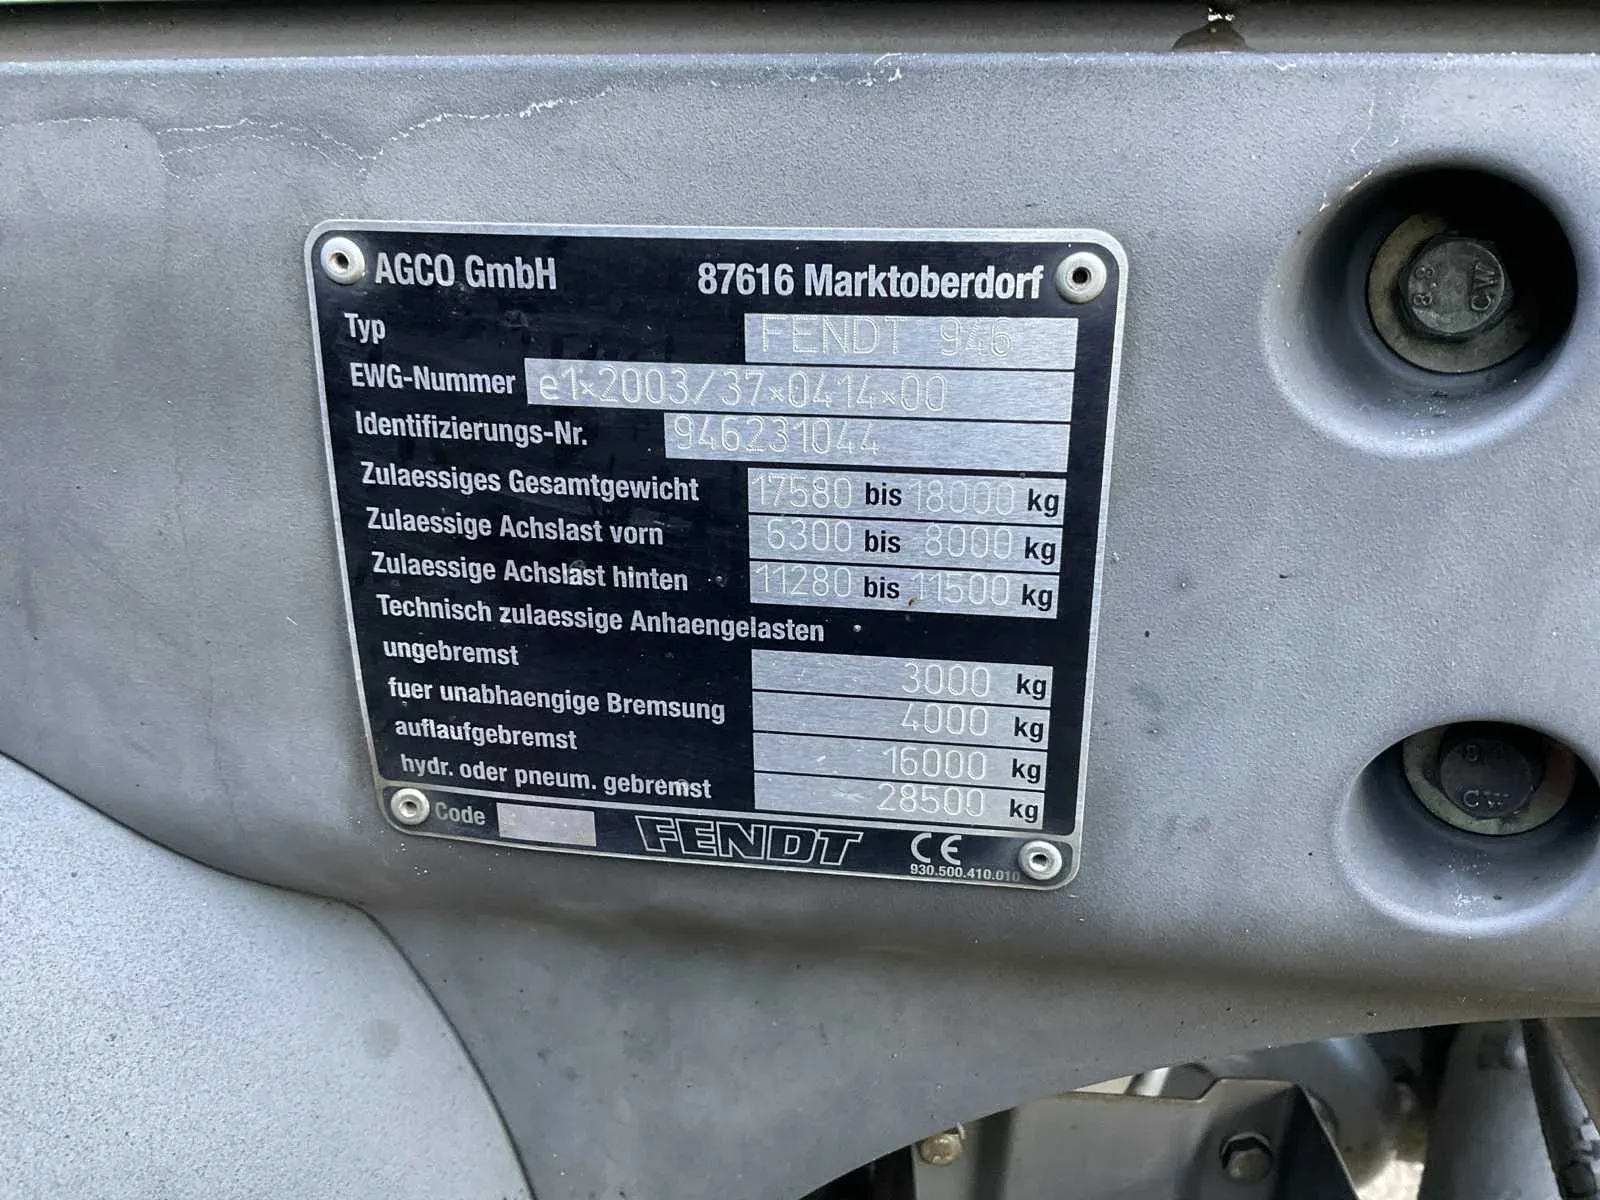 AGCO GmbH 87616 Marktoberdorf
Typ FENDT 946
EWG-Nummer e1*2003/37*0414*00
Identifizierungs-Nr. 946231044
Zulaessiges Gesamtgewicht 17580 bis 18000 kg
Zulaessige Achslast vorn 6300 bis 8000 kg
Zulaessige Achslast hinten 11280 bis 11500 kg
Technisch zulaessige Anhaengelasten
ungebremst 3000 kg
fuer unabhaengige Bremsung 4000 kg
auflaufgebremst 16000 kg
hydr. oder pneum. gebremst 28500 kg
Code FENDT CE
930.500.410.010
8.8 CW
CW